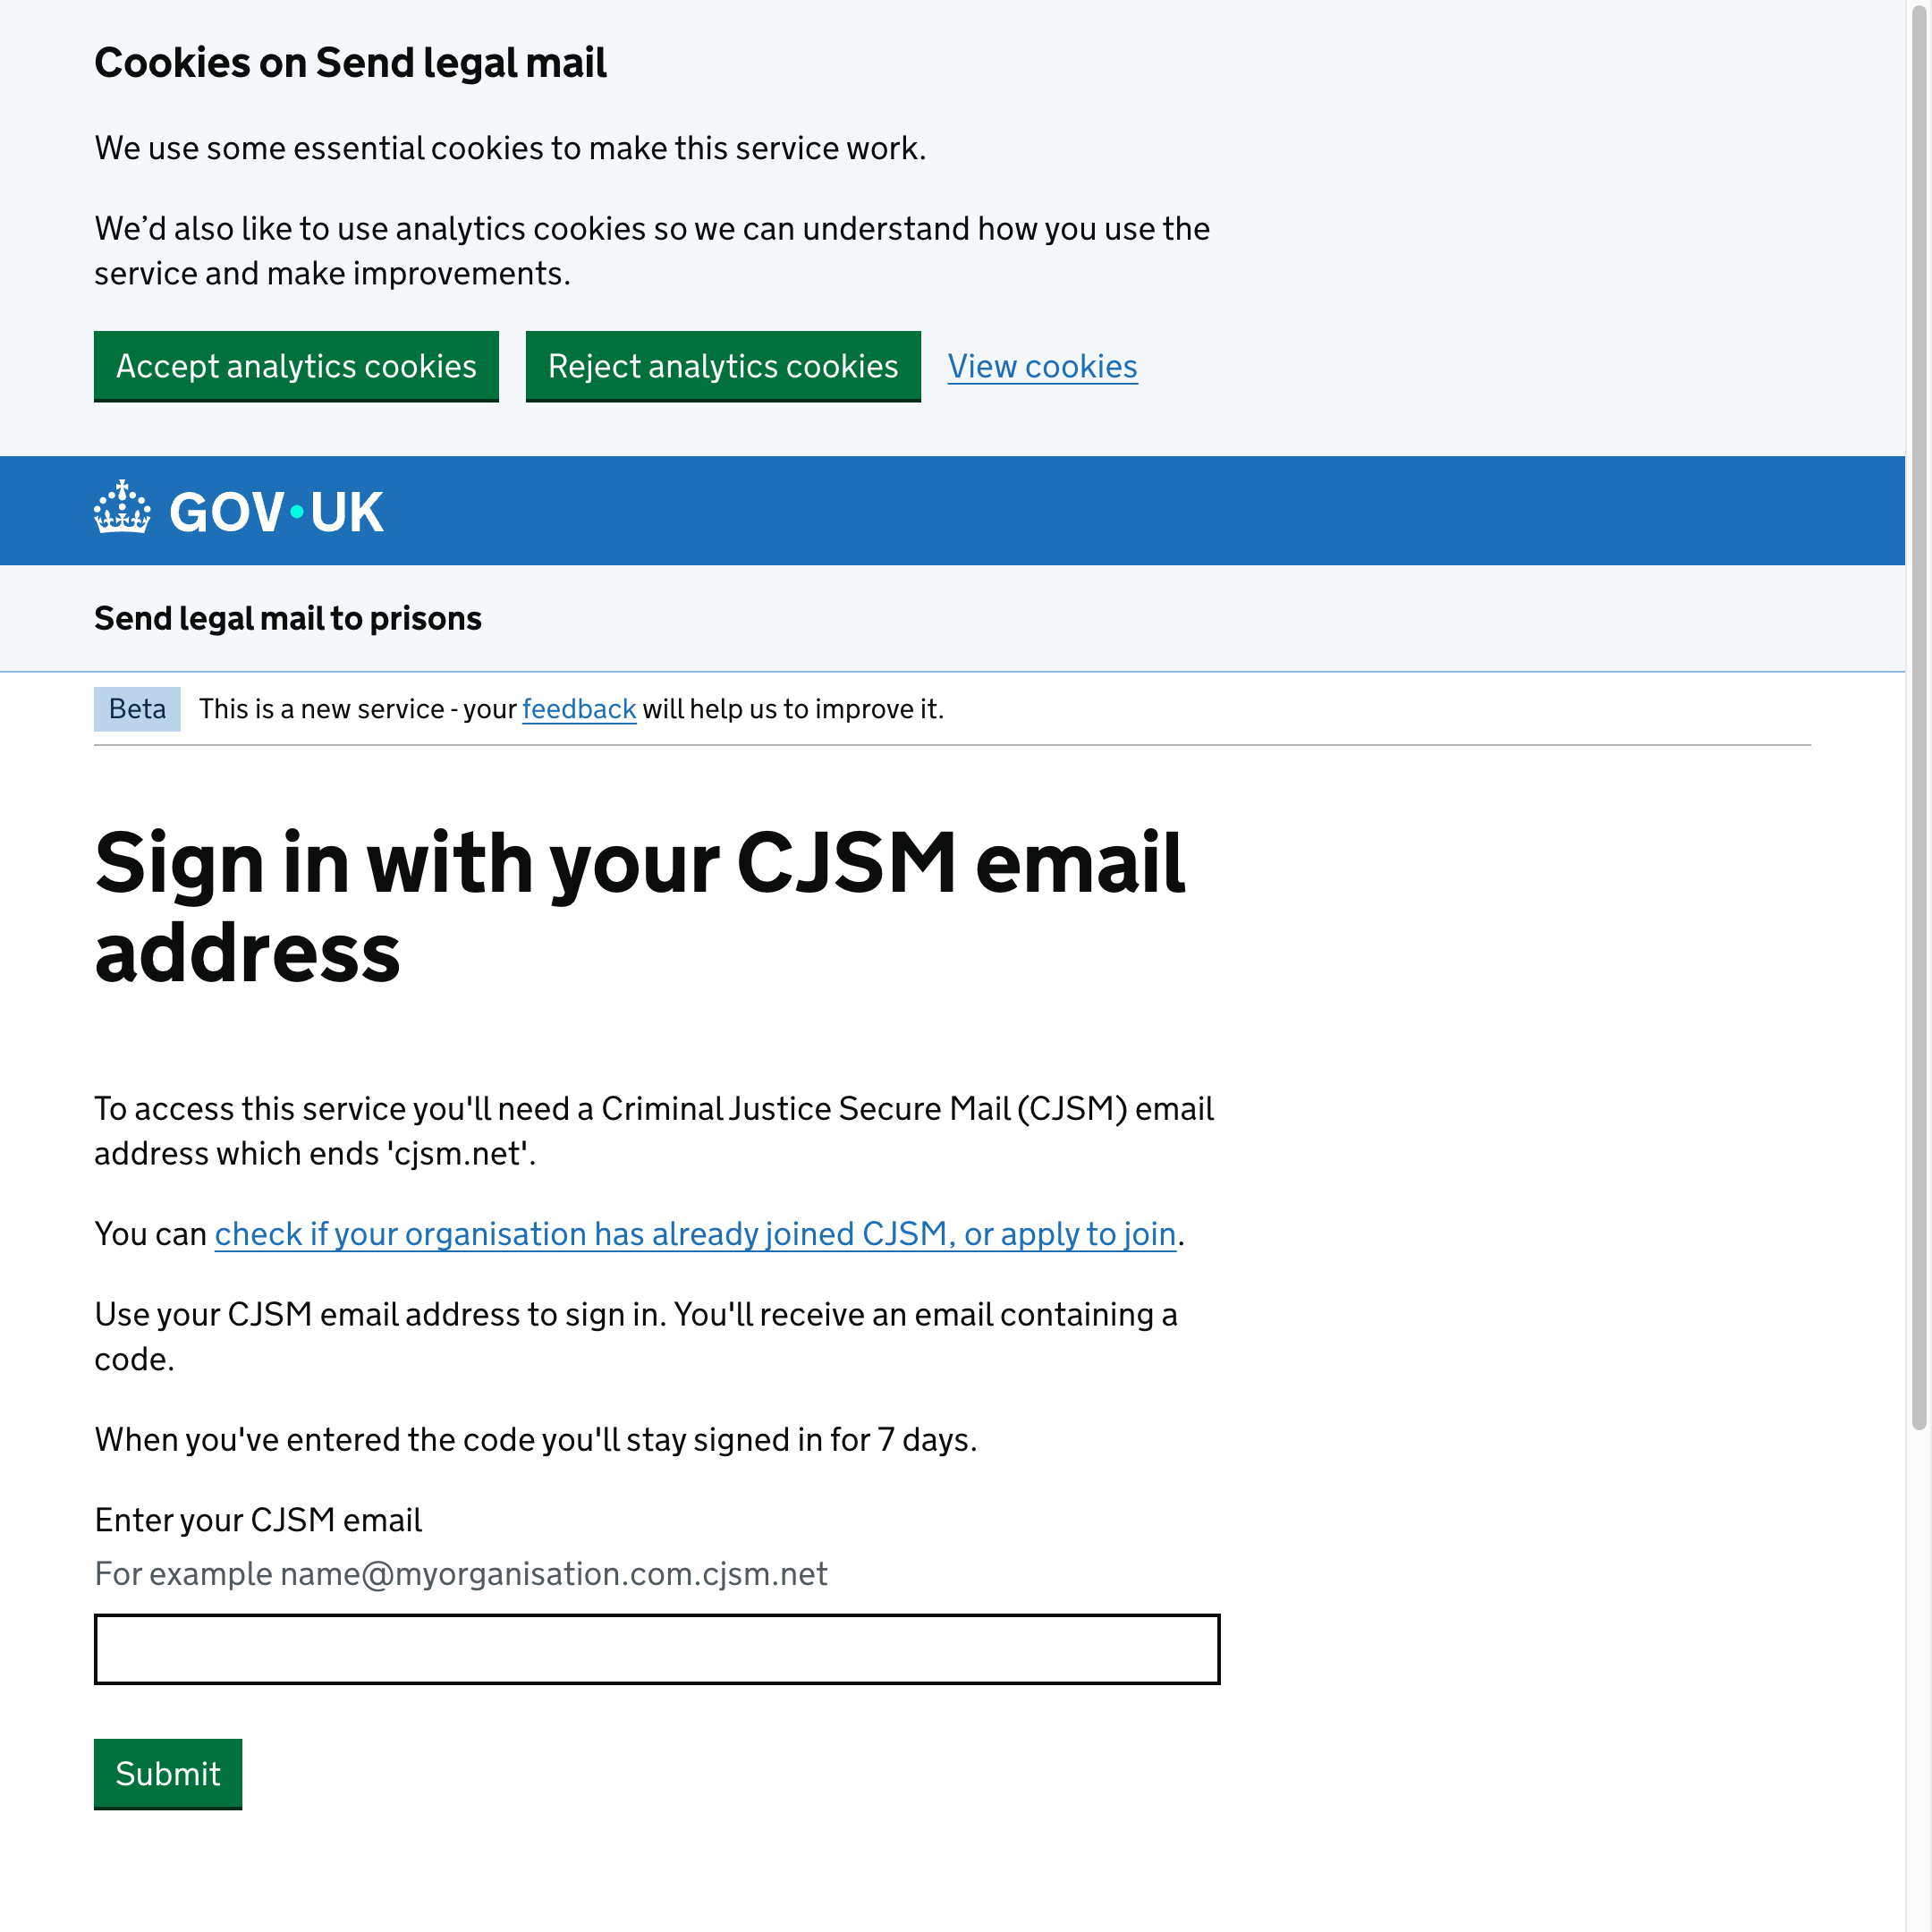 Cookies on Send legal mail
We use some essential cookies to make this service work.
We’d also like to use analytics cookies so we can understand how you use the
service and make improvements.
Accept analytics cookies Reject analytics cookies View cookies
GOV·UK
Send legal mail to prisons
Beta This is a new service - your feedback will help us to improve it.
Sign in with your CJSM email
address
To access this service you'll need a Criminal Justice Secure Mail (CJSM) email
address which ends 'cjsm.net'.
You can check if your organisation has already joined CJSM, or apply to join.
Use your CJSM email address to sign in. You'll receive an email containing a
code.
When you've entered the code you'll stay signed in for 7 days.
Enter your CJSM email
For example name@myorganisation.com.cjsm.net
Submit